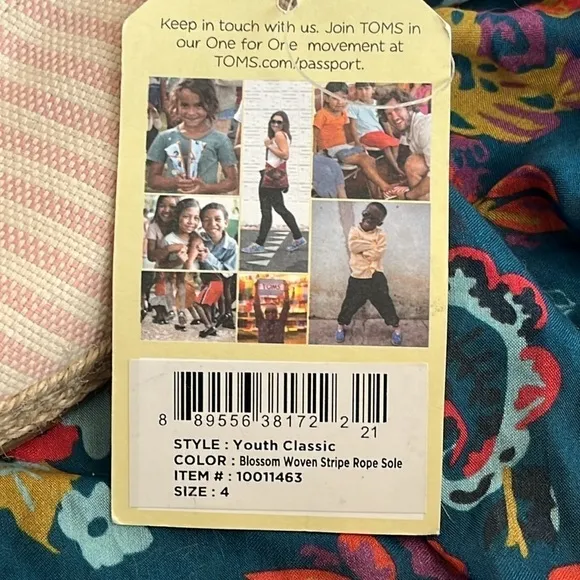 Keep in touch with us. Join TOMS in
our One for One movement at
TOMS.com/passport.
TOMS
8 89556 38172 2 21
STYLE : Youth Classic
COLOR : Blossom Woven Stripe Rope Sole
ITEM # : 10011463
SIZE : 4